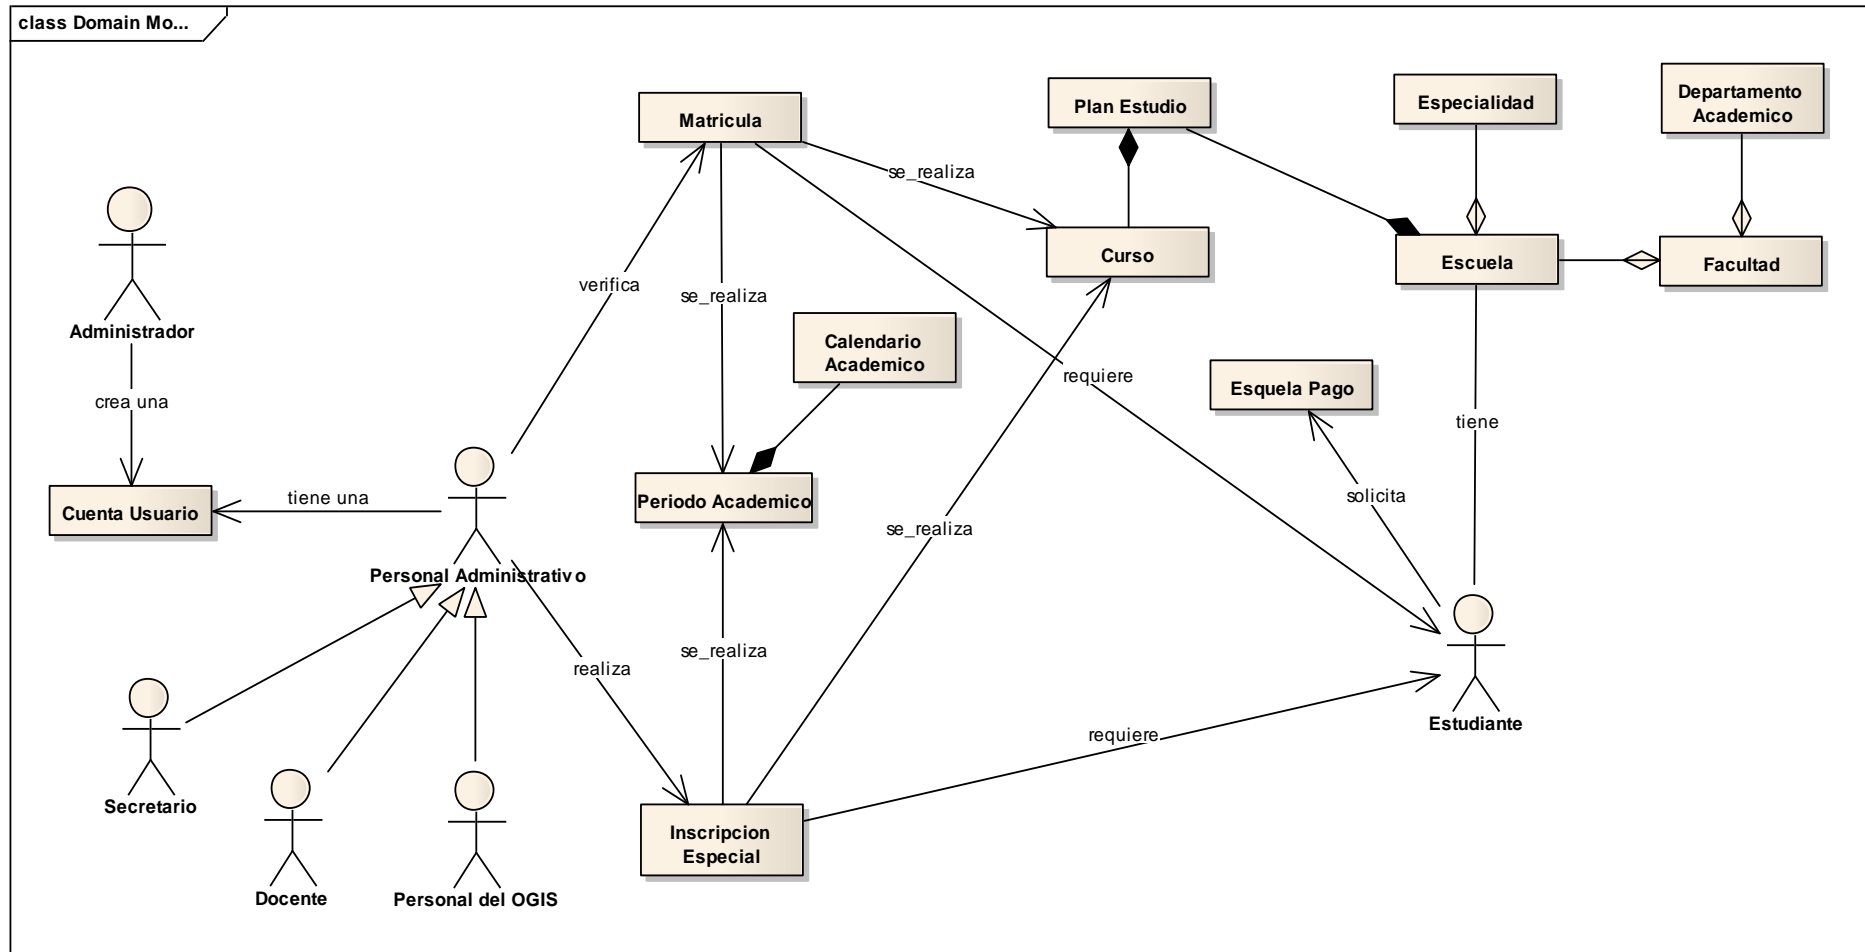 class Domain Mo...
Matricula
Plan Estudio
Especialidad
Departamento
Academico
se_realiza
Curso
Escuela
Facultad
verifica
se_realiza
Administrador
Calendario
Academico
requiere
Esquela Pago
crea una
tiene
Cuenta Usuario
tiene una
Periodo Academico
solicita
se_realiza
Personal Administrativo
realiza
se_realiza
Estudiante
requiere
Secretario
Inscripcion
Especial
Docente
Personal del OGIS